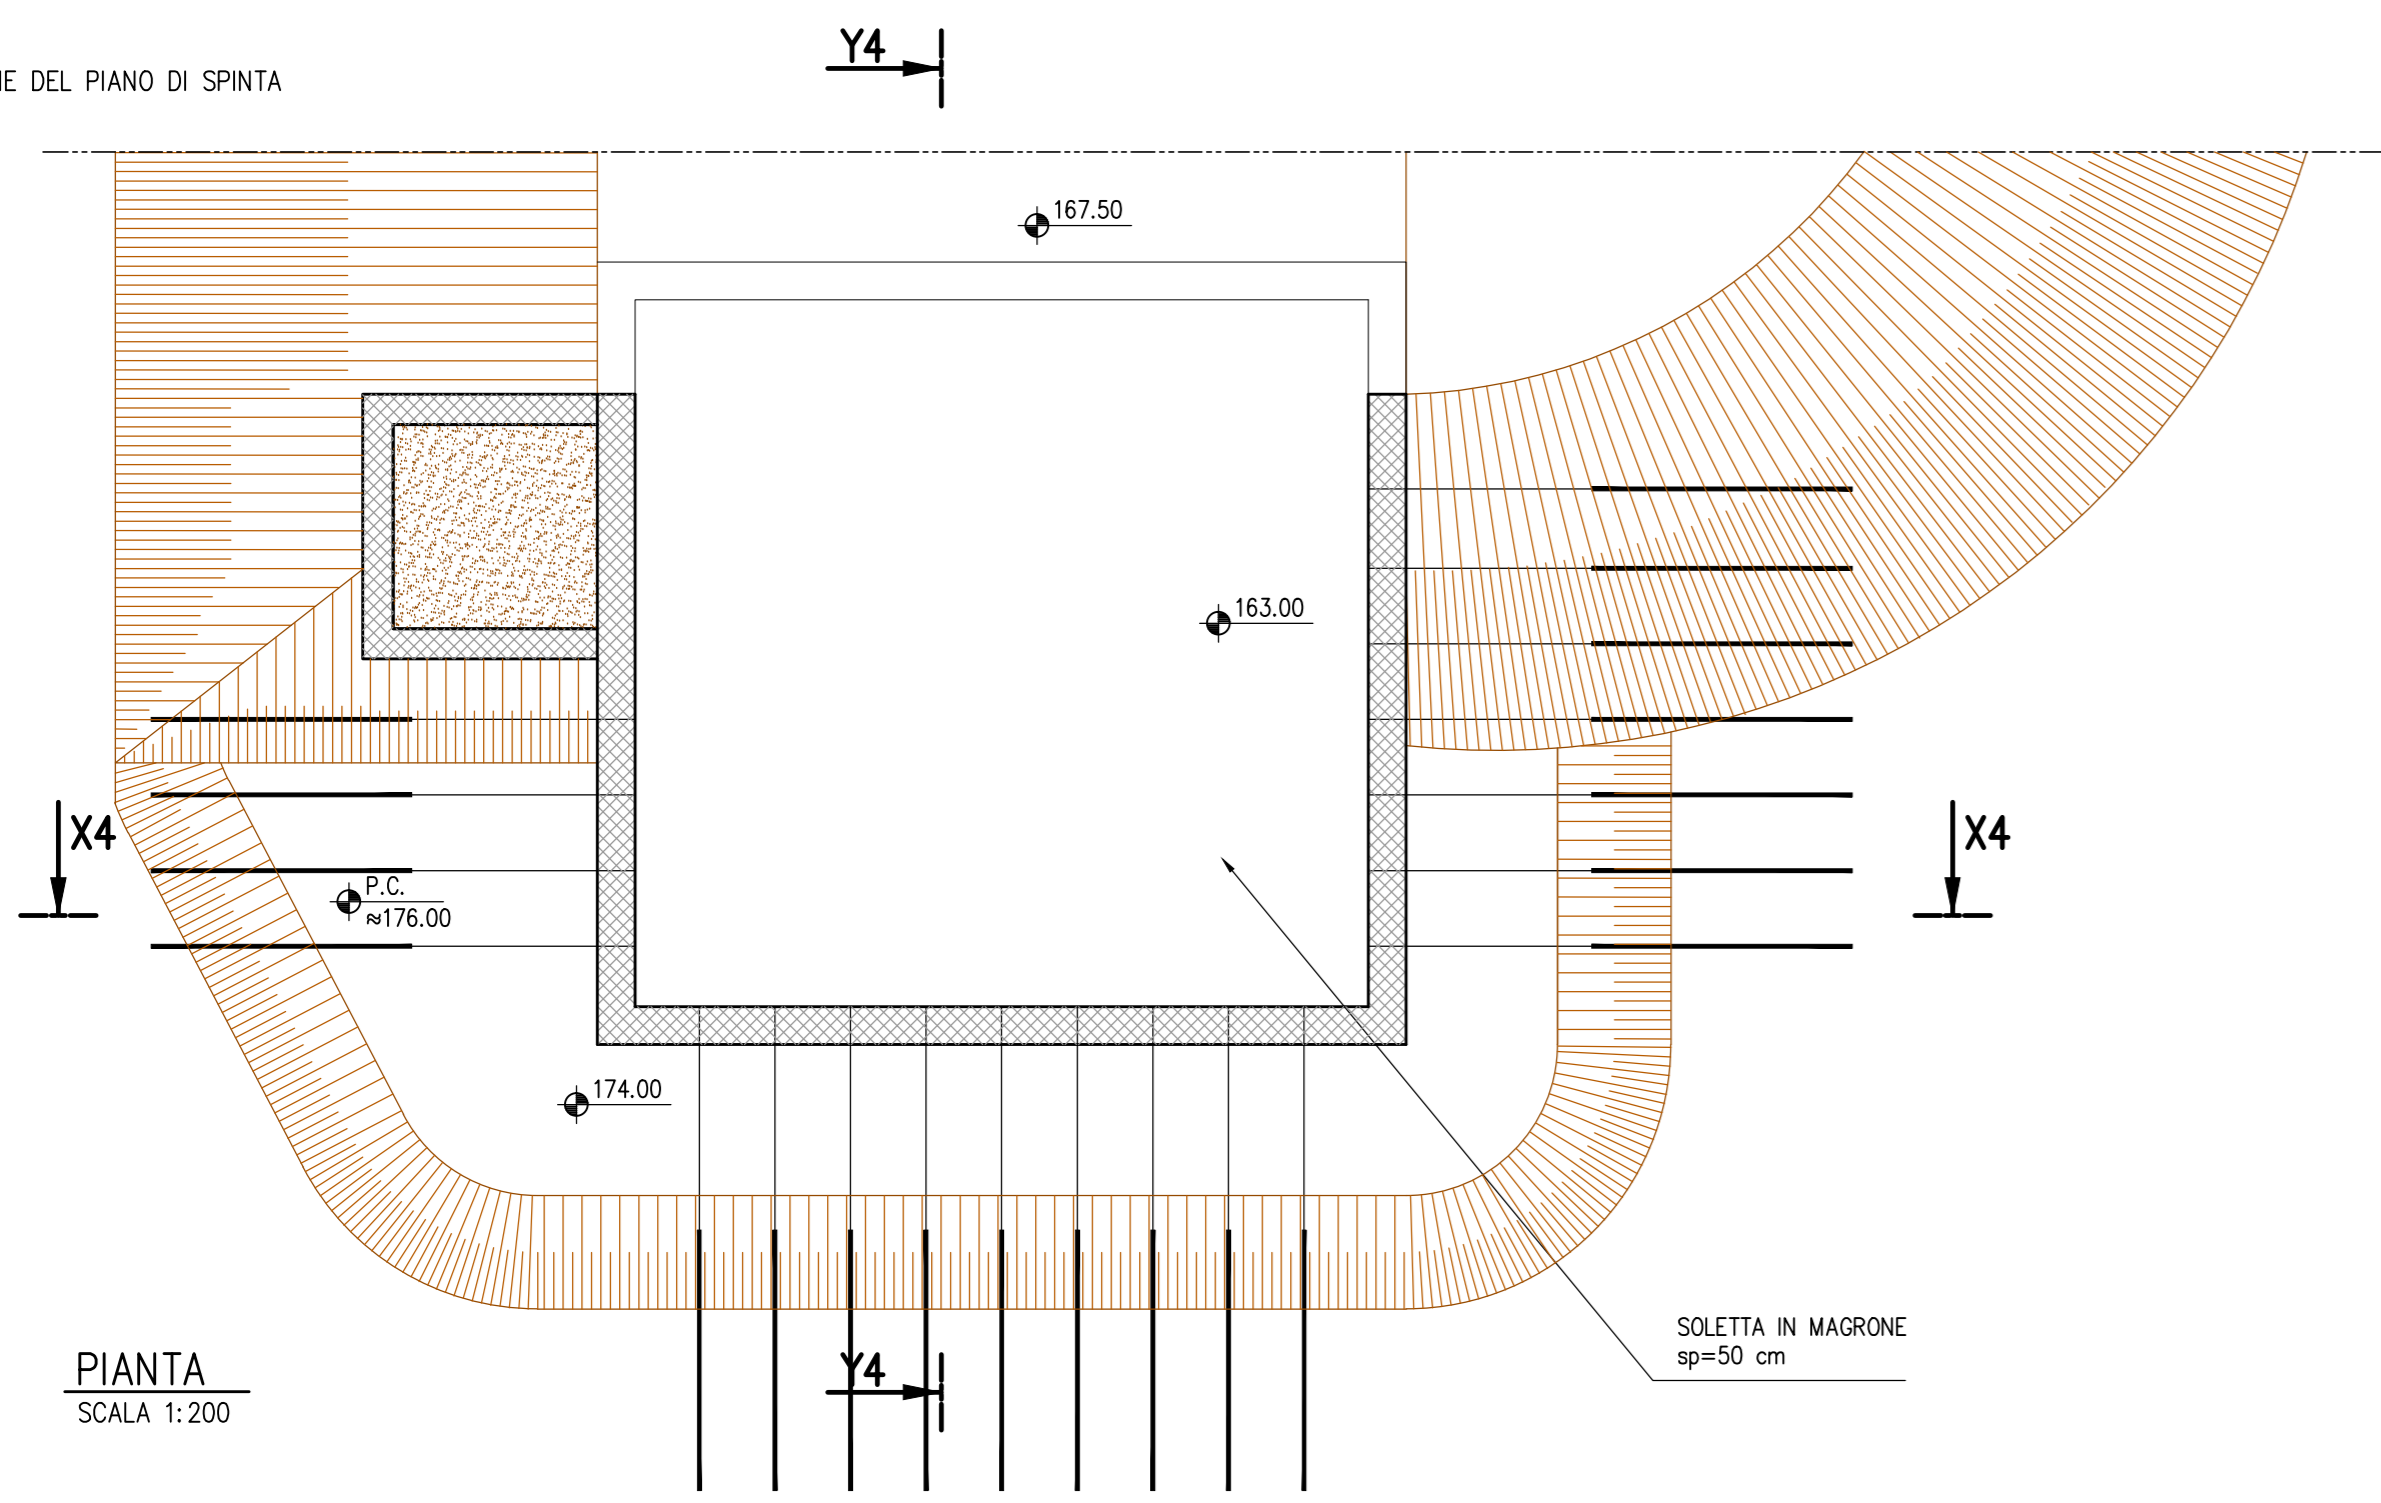 Y4
E DEL PIANO DI SPINTA
167.50
163.00
X4
X4
P.C.
≈176.00
174.00
SOLETTA IN MAGRONE
sp=50 cm
Y4
PIANTA
SCALA 1:200